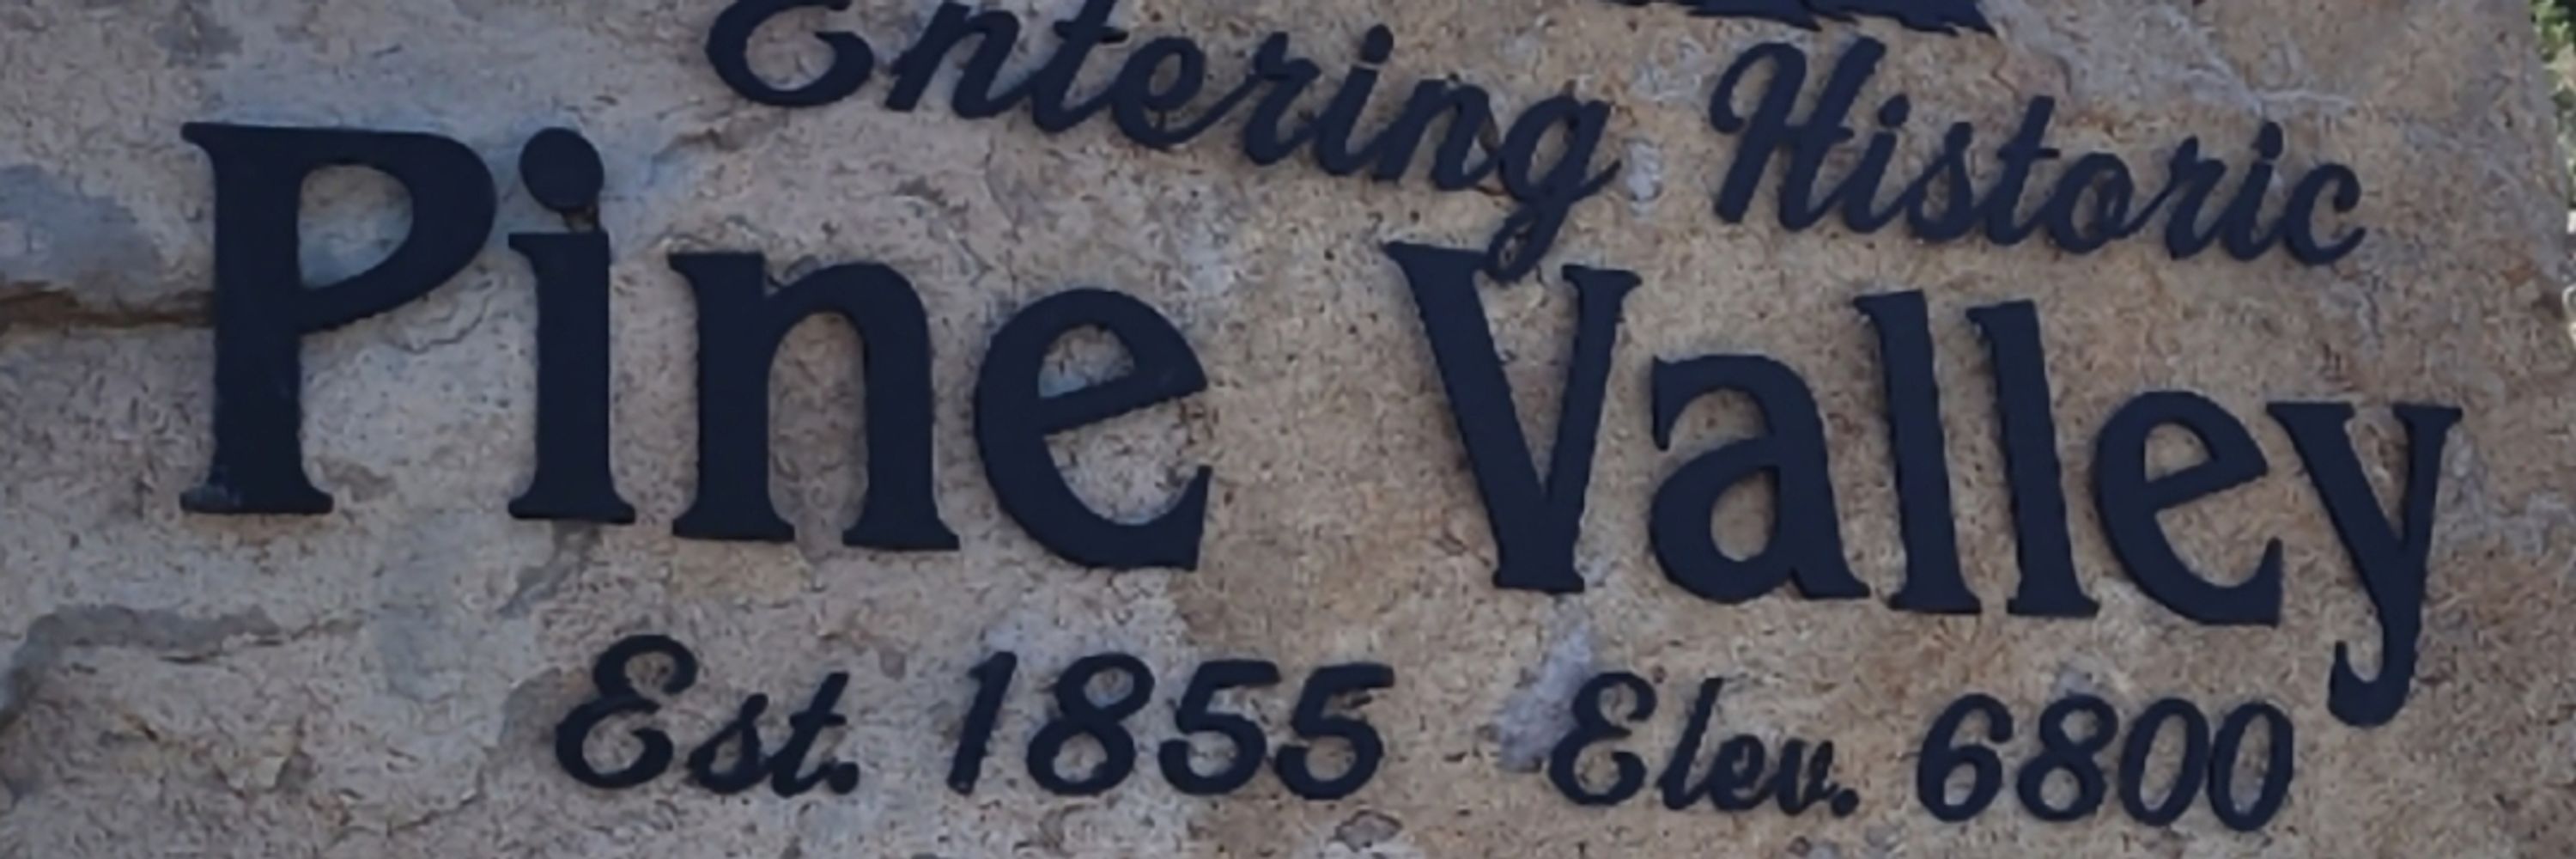 Entering Historic
Pine Valley
Est. 1855 Elev. 6800